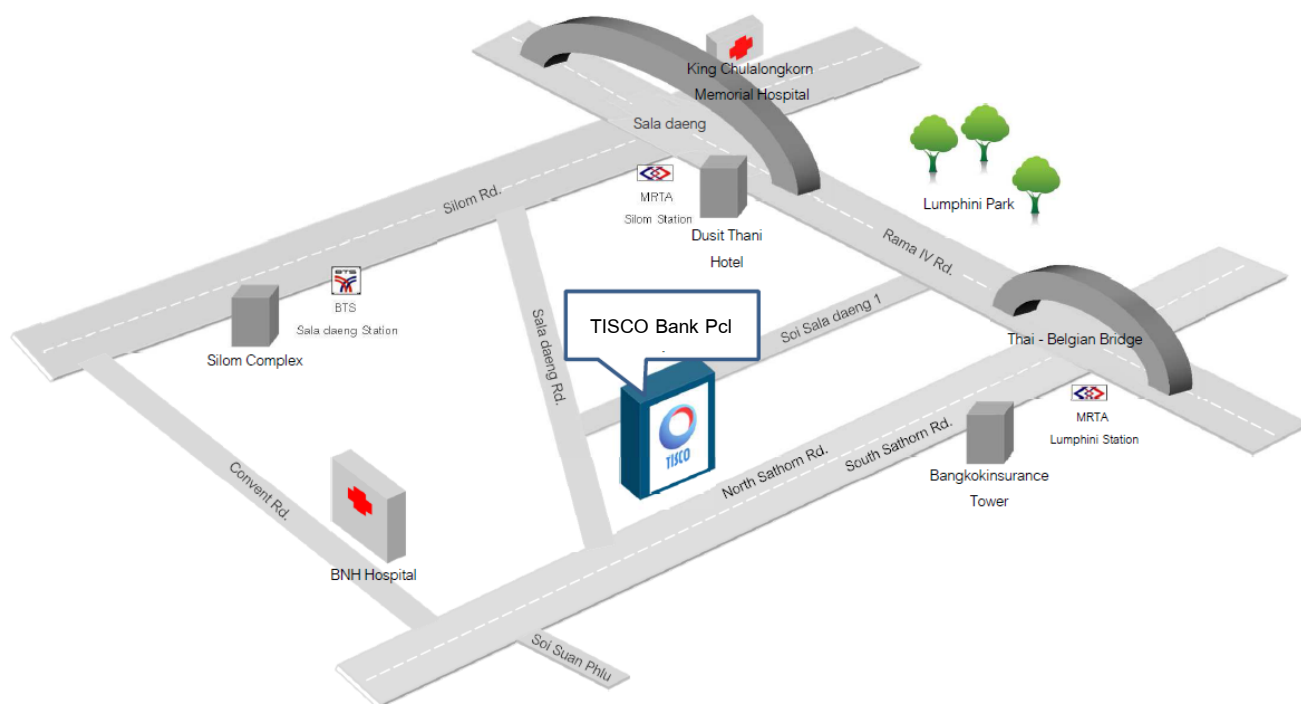 King Chulalongkorn
Memorial Hospital
Sala daeng
MRTA
Silom Station
Silom Rd.
Dusit Thani
Hotel
Lumphini Park
Rama IV Rd.
BTS
BTS
Sala daeng Station
Silom Complex
Sala daeng Rd.
TISCO Bank Pcl
Soi Sala daeng 1
Thai - Belgian Bridge
MRTA
Lumphini Station
TISCO
North Sathorn Rd.
South Sathorn Rd.
Bangkokinsurance
Tower
Convent Rd.
BNH Hospital
Soi Suan Phlu